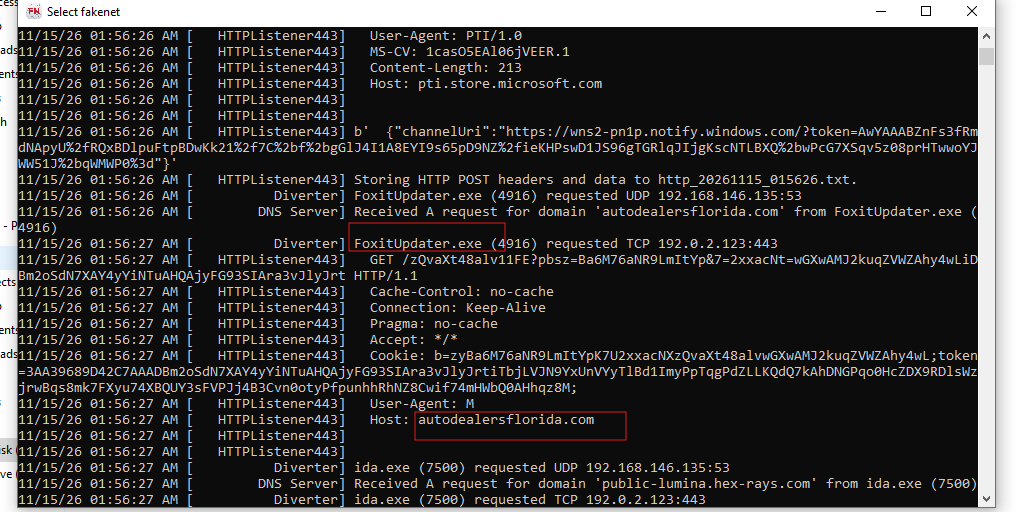 Select fakenet
11/15/26 01:56:26 AM [ HTTPListener443] User-Agent: PTI/1.0
11/15/26 01:56:26 AM [ HTTPListener443] MS-CV: 1casO5EAl06jVEER.1
11/15/26 01:56:26 AM [ HTTPListener443] Content-Length: 213
11/15/26 01:56:26 AM [ HTTPListener443] Host: pti.store.microsoft.com
11/15/26 01:56:26 AM [ HTTPListener443]
11/15/26 01:56:26 AM [ HTTPListener443]
11/15/26 01:56:26 AM [ HTTPListener443] b' {"channelUri":"https://wns2-pn1p.notify.windows.com/?token=AwYAAABZnFs3fRm
dNApyU%2fRQxBDlpuFtpBDwKk21%2f7C%2bf%2bgGlJ4I1A8EYI9s65pD9NZ%2fieKHPswD1JS96gTGRlqJIjgKscNTLBXQ%2bwPcG7XSqv5z08prHTwwoYJ
WW51J%2bqWMWP0%3d"}'
11/15/26 01:56:26 AM [ HTTPListener443] Storing HTTP POST headers and data to http_20261115_015626.txt.
11/15/26 01:56:26 AM [ Diverter] FoxitUpdater.exe (4916) requested UDP 192.168.146.135:53
11/15/26 01:56:26 AM [ DNS Server] Received A request for domain 'autodealersflorida.com' from FoxitUpdater.exe (
4916)
11/15/26 01:56:27 AM [ Diverter] FoxitUpdater.exe (4916) requested TCP 192.0.2.123:443
11/15/26 01:56:27 AM [ HTTPListener443] GET /zQvaXt48alv11FE?pbsz=Ba6M76aNR9LmItYp&7=2xxacNt=wGXwAMJ2kuqZVWZAhy4wLiD
Bm2oSdN7XAY4yYiNTuAHQAjyFG93SIAra3vJlyJrt HTTP/1.1
11/15/26 01:56:27 AM [ HTTPListener443] Cache-Control: no-cache
11/15/26 01:56:27 AM [ HTTPListener443] Connection: Keep-Alive
11/15/26 01:56:27 AM [ HTTPListener443] Pragma: no-cache
11/15/26 01:56:27 AM [ HTTPListener443] Accept: */*
11/15/26 01:56:27 AM [ HTTPListener443] Cookie: b=zyBa6M76aNR9LmItYpK7U2xxacNXzQvaXt48alvwGXwAMJ2kuqZVWZAhy4wL;token
=3AA39689D42C7AAADBm2oSdN7XAY4yYiNTuAHQAjyFG93SIAra3vJlyJrtiTbjLVJN9YxUnVYyTlBd1ImyPpTqgPdZLLKQdQ7kAhDNGPqo0HcZDX9RDlsWz
jrwBqs8mk7FXyu74XBQUY3sFVPJj4B3Cvn0otyPfpunhhRhNZ8Cwif74mHWbQ0AHhqz8M;
11/15/26 01:56:27 AM [ HTTPListener443] User-Agent: M
11/15/26 01:56:27 AM [ HTTPListener443] Host: autodealersflorida.com
11/15/26 01:56:27 AM [ HTTPListener443]
11/15/26 01:56:27 AM [ HTTPListener443]
11/15/26 01:56:27 AM [ Diverter] ida.exe (7500) requested UDP 192.168.146.135:53
11/15/26 01:56:27 AM [ DNS Server] Received A request for domain 'public-lumina.hex-rays.com' from ida.exe (7500)
11/15/26 01:56:27 AM [ Diverter] ida.exe (7500) requested TCP 192.0.2.123:443